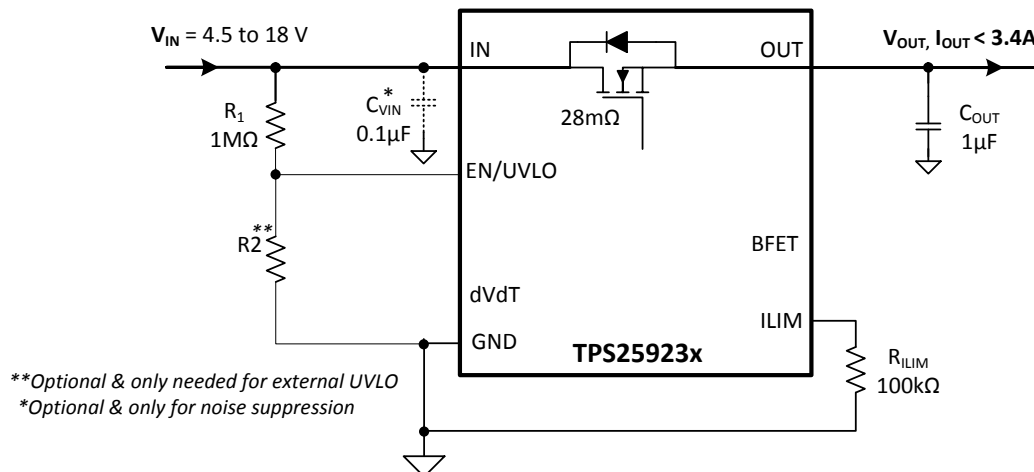 V_IN = 4.5 to 18 V
IN
OUT
V_OUT, I_OUT < 3.4A
R_1
1MΩ
C_VIN*
0.1µF
28mΩ
C_OUT
1µF
EN/UVLO
R2**
BFET
dVdT
ILIM
GND
TPS25923x
R_ILIM
100kΩ
**Optional & only needed for external UVLO
*Optional & only for noise suppression